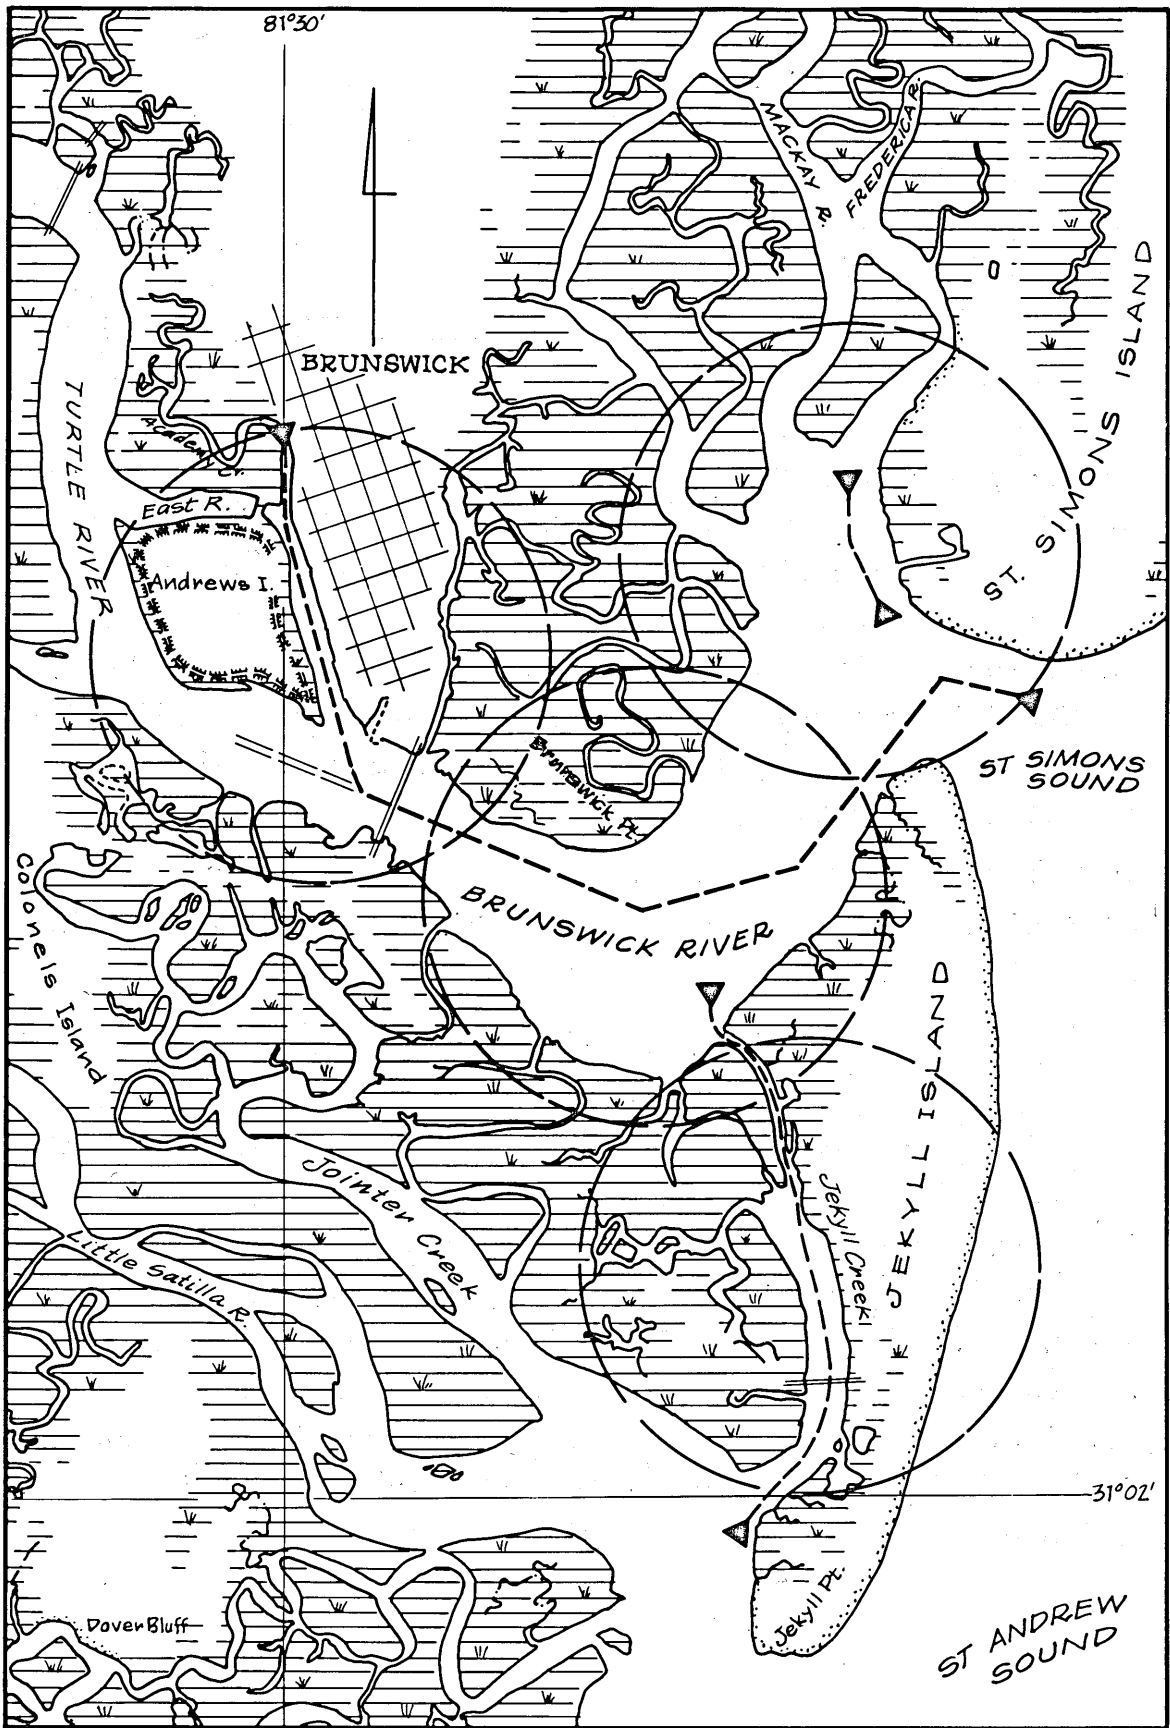 81°30'
MACKAY R.
FREDERICA R.
BRUNSWICK
TURTLE RIVER
Academy Cr.
East R.
Andrews I.
ST. SIMONS ISLAND
Brunswick Pt.
ST SIMONS
SOUND
Colonels Island
BRUNSWICK RIVER
JEKYLL ISLAND
Jointer Creek
Jekyll Creek
Little Satilla R.
31°02'
Dover Bluff
Jekyll Pt.
ST ANDREW
SOUND